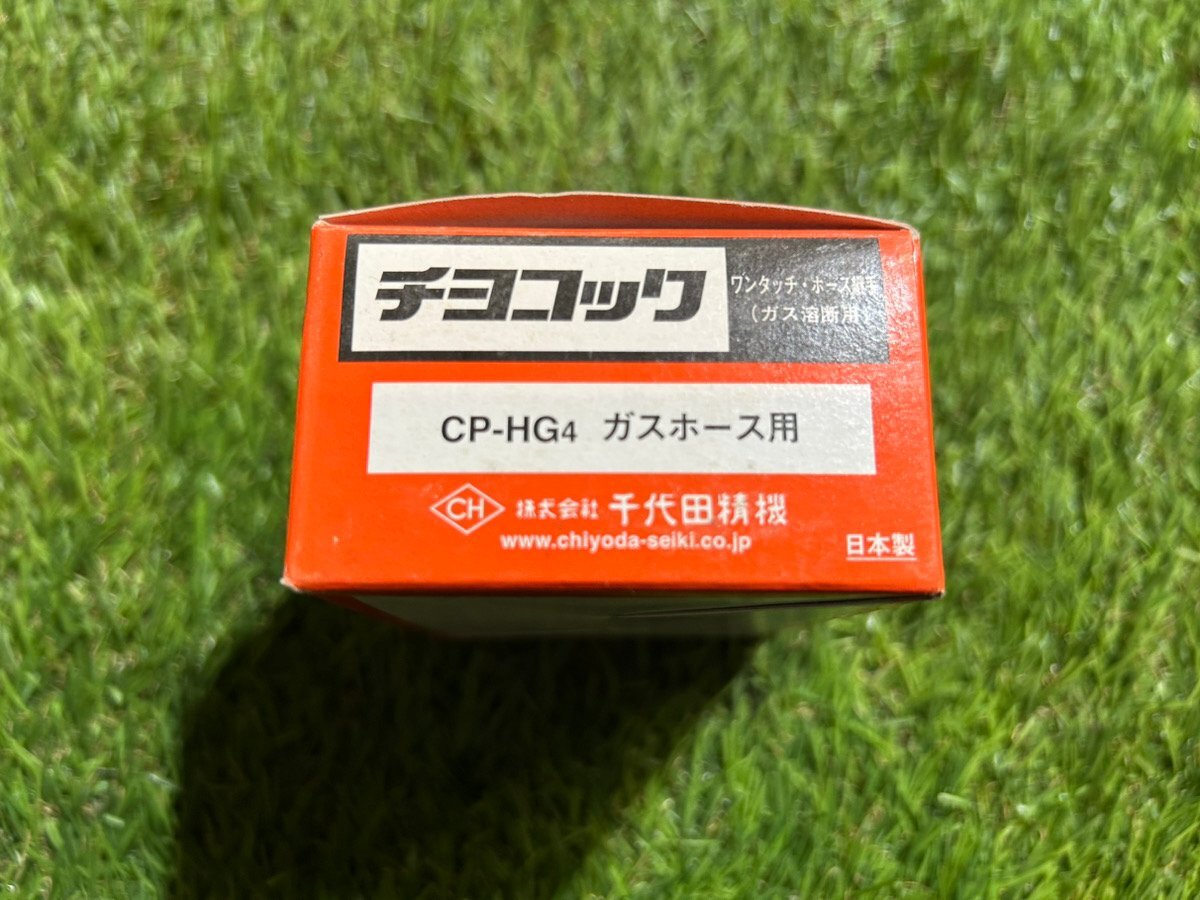 チヨコック
ワンタッチ・ホース継手
(ガス溶断用)
CP-HG4 ガスホース用
CH 株式会社 千代田精機
www.chiyoda-seiki.co.jp
日本製